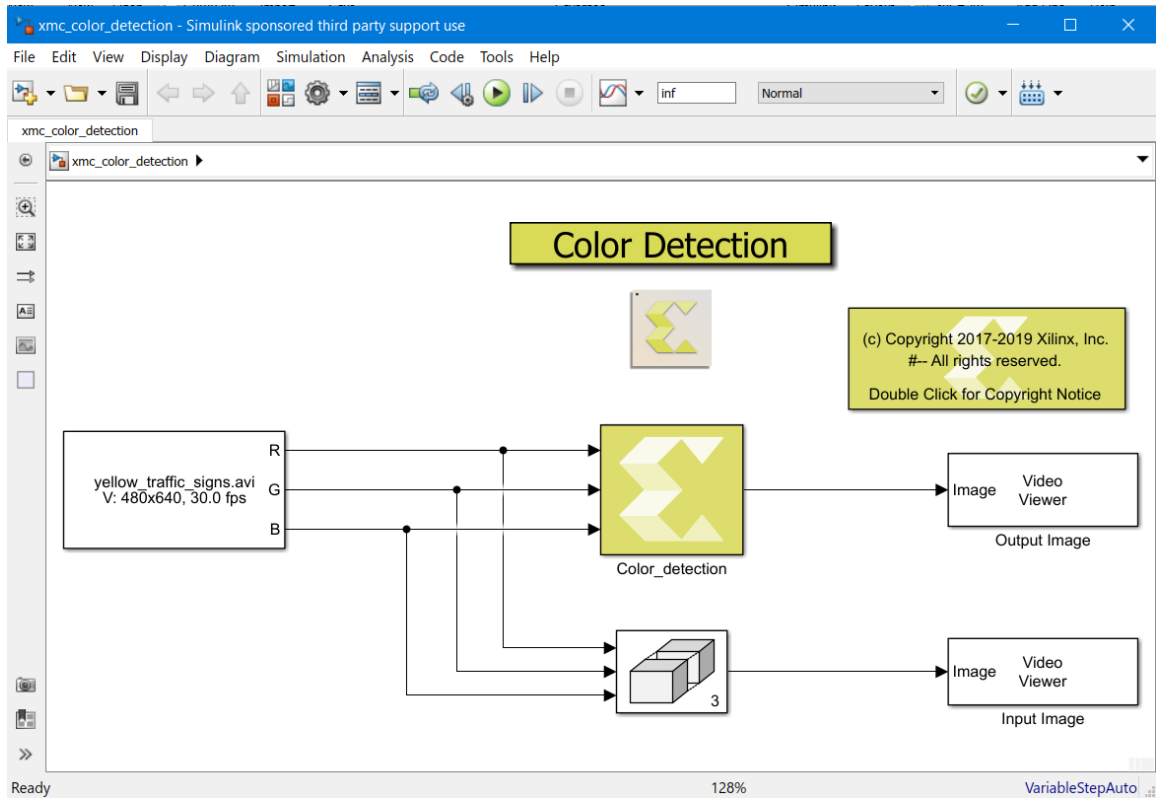 xmc_color_detection - Simulink sponsored third party support use
File Edit View Display Diagram Simulation Analysis Code Tools Help
inf
Normal
xmc_color_detection
xmc_color_detection
Color Detection
(c) Copyright 2017-2019 Xilinx, Inc.
#-- All rights reserved.
Double Click for Copyright Notice
yellow_traffic_signs.avi
V: 480x640, 30.0 fps
R
G
B
Color_detection
Image
Video
Viewer
Output Image
3
Image
Video
Viewer
Input Image
Ready
128%
VariableStepAuto